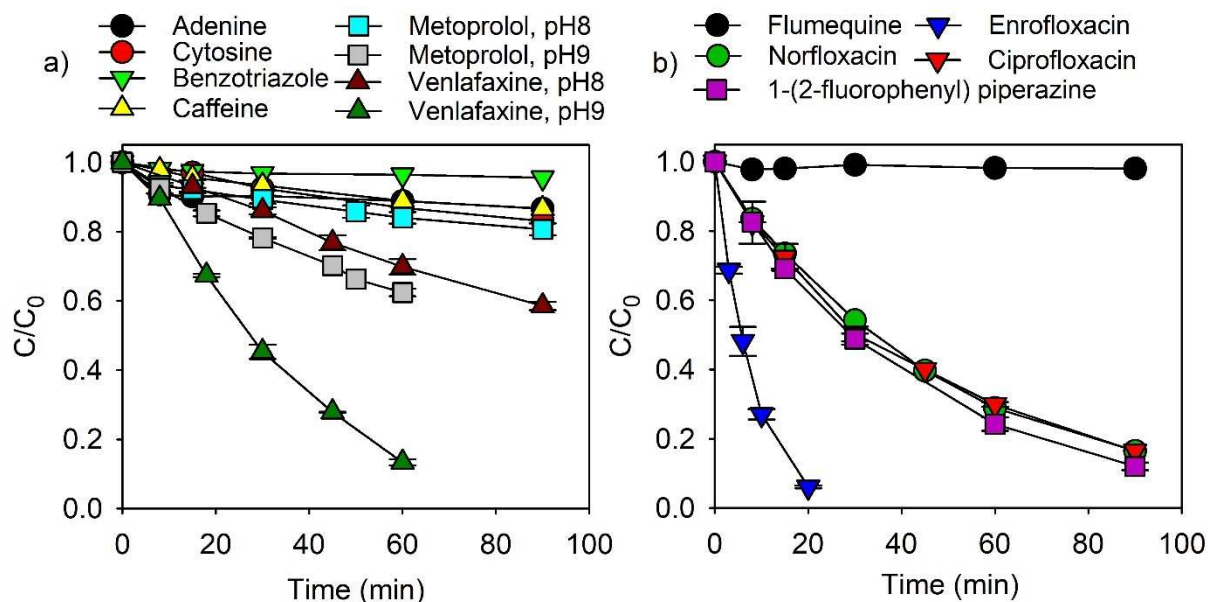 a)
Adenine
Cytosine
Benzotriazole
Caffeine
Metoprolol, pH8
Metoprolol, pH9
Venlafaxine, pH8
Venlafaxine, pH9
C/C0
1.0
0.8
0.6
0.4
0.2
0.0
0 20 40 60 80 100
Time (min)
b)
Flumequine
Norfloxacin
1-(2-fluorophenyl) piperazine
Enrofloxacin
Ciprofloxacin
C/C0
1.0
0.8
0.6
0.4
0.2
0.0
0 20 40 60 80 100
Time (min)